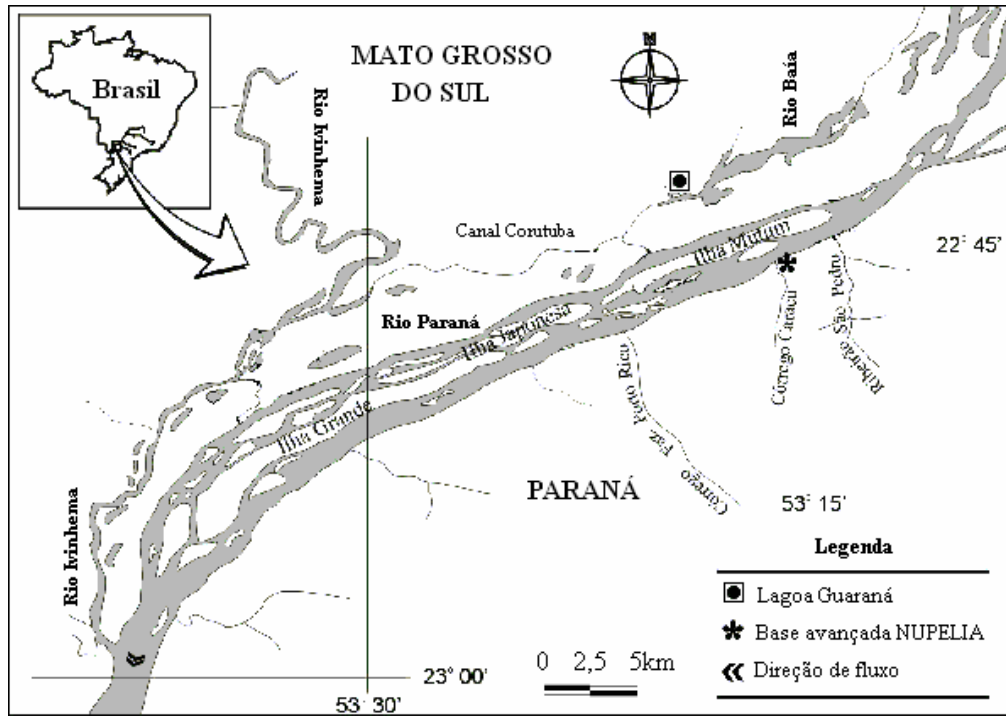 MATO GROSSO
DO SUL
Brasil
N
Rio Ivinhema
Rio Baía
Canal Corutuba
Ilha Mutum
22° 45'
Rio Paraná
Ilha Japonesa
Ribeirão São Pedro
Córrego Caracu
Ilha Grande
Corrego Faz. Porto Rico
PARANÁ
53° 15'
Rio Ivinhema
Legenda
Lagoa Guaraná
Base avançada NUPELIA
Direção de fluxo
0 2,5 5km
23° 00'
53° 30'